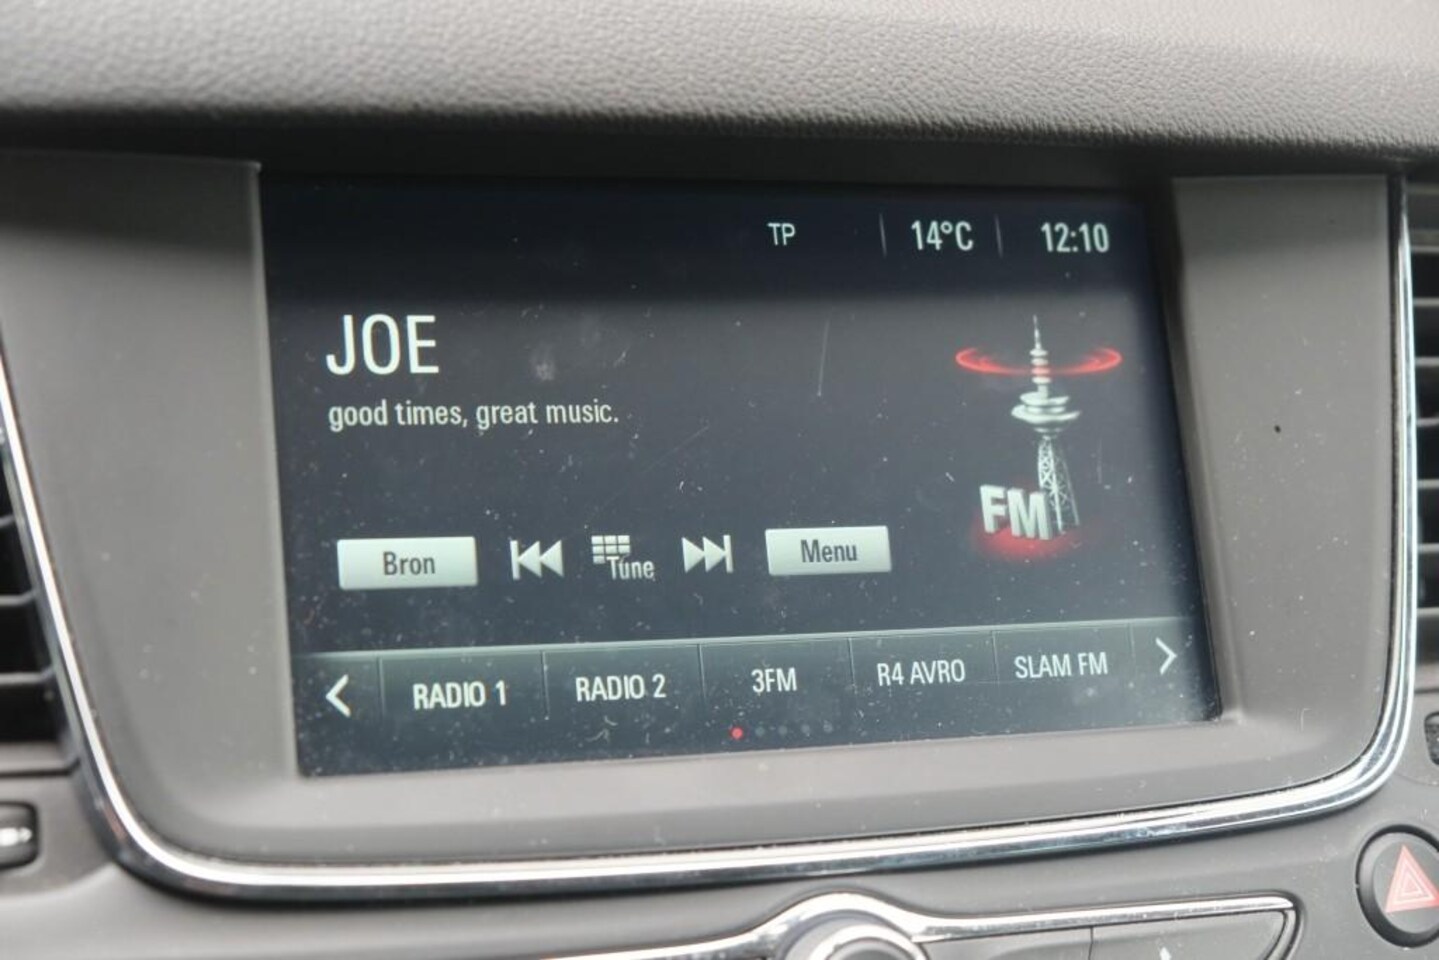 TP 14°C 12:10
JOE
good times, great music.
FM
Bron Tune Menu
RADIO 1 RADIO 2 3FM R4 AVRO SLAM FM